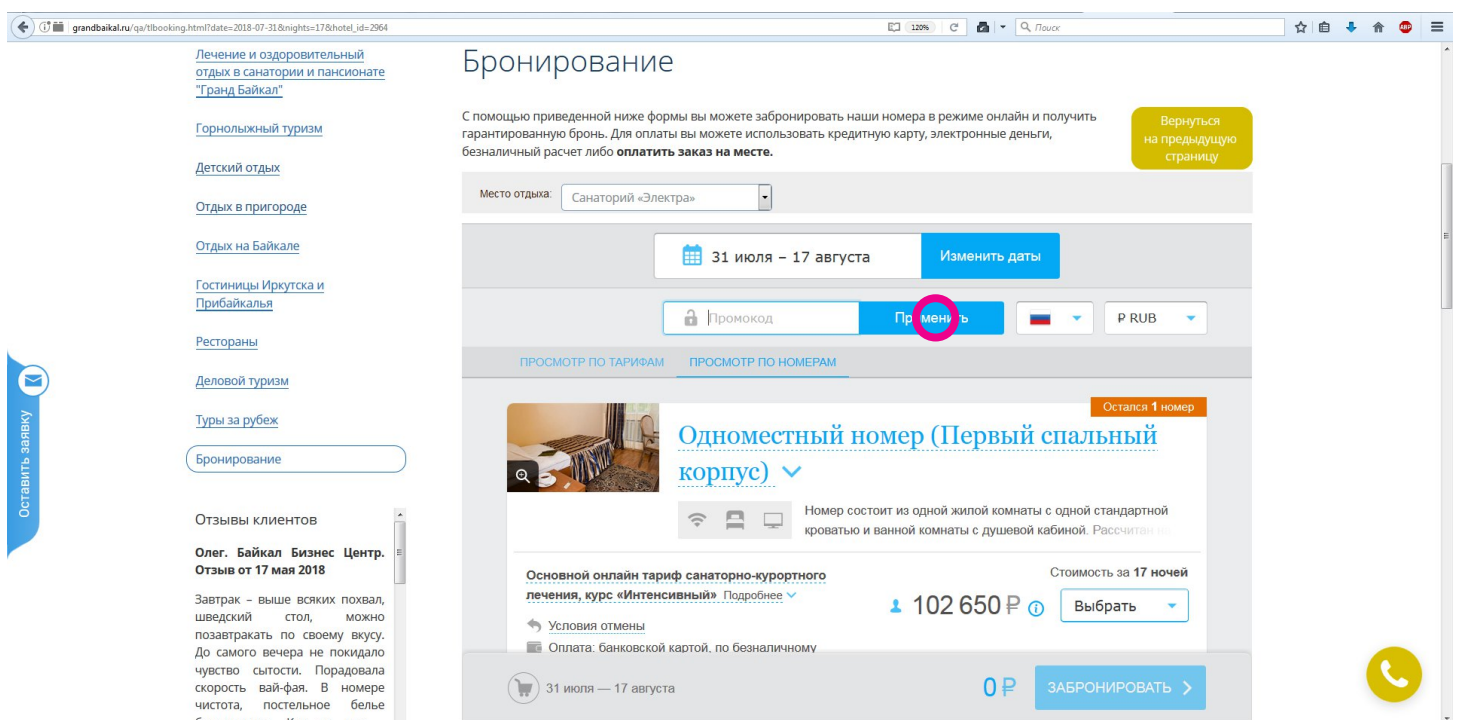 grandbaikal.ru/qa/tlbooking.html?date=2018-07-31&nights=17&hotel_id=2964
120%
Поиск
ABP
Лечение и оздоровительный
отдых в санатории и пансионате
"Гранд Байкал"
Горнолыжный туризм
Детский отдых
Отдых в пригороде
Отдых на Байкале
Гостиницы Иркутска и
Прибайкалья
Рестораны
Деловой туризм
Туры за рубеж
Бронирование
Оставить заявку
Отзывы клиентов
Олег. Байкал Бизнес Центр.
Отзыв от 17 мая 2018
Завтрак – выше всяких похвал,
шведский стол, можно
позавтракать по своему вкусу.
До самого вечера не покидало
чувство сытости. Порадовала
скорость вай-фая. В номере
чистота, постельное белье
Бронирование
С помощью приведенной ниже формы вы можете забронировать наши номера в режиме онлайн и получить
гарантированную бронь. Для оплаты вы можете использовать кредитную карту, электронные деньги,
безналичный расчет либо оплатить заказ на месте.
Вернуться
на предыдущую
страницу
Место отдыха:
Санаторий «Электра»
31 июля – 17 августа
Изменить даты
Промокод
Применить
₽ RUB
ПРОСМОТР ПО ТАРИФАМ
ПРОСМОТР ПО НОМЕРАМ
Остался 1 номер
Одноместный номер (Первый спальный
корпус)
Номер состоит из одной жилой комнаты с одной стандартной
кроватью и ванной комнаты с душевой кабиной. Рассчитан
Основной онлайн тариф санаторно-курортного
лечения, курс «Интенсивный» Подробнее
Условия отмены
Оплата: банковской картой, по безналичному
Стоимость за 17 ночей
102 650 ₽
Выбрать
31 июля — 17 августа
0 ₽
ЗАБРОНИРОВАТЬ